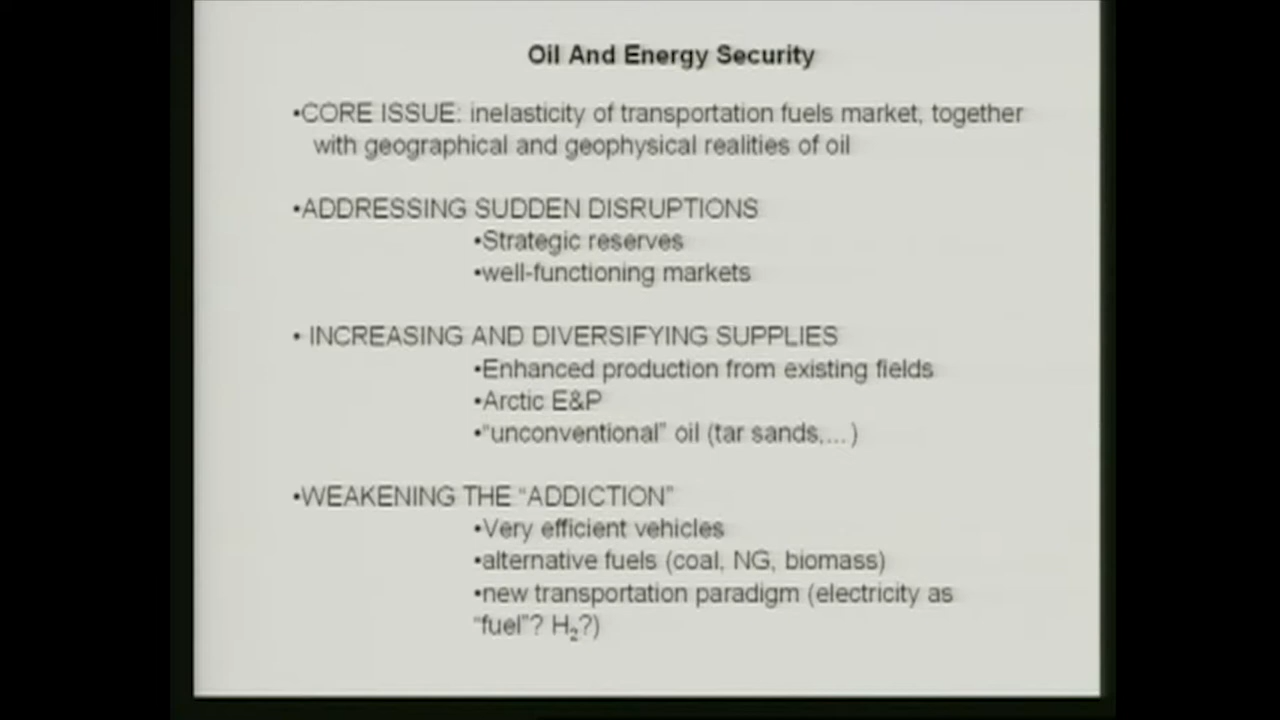 Oil And Energy Security
•CORE ISSUE: inelasticity of transportation fuels market, together
with geographical and geophysical realities of oil
•ADDRESSING SUDDEN DISRUPTIONS
•Strategic reserves
•well-functioning markets
• INCREASING AND DIVERSIFYING SUPPLIES
•Enhanced production from existing fields
•Arctic E&P
•“unconventional” oil (tar sands,…)
•WEAKENING THE “ADDICTION”
•Very efficient vehicles
•alternative fuels (coal, NG, biomass)
•new transportation paradigm (electricity as
“fuel”? H₂?)